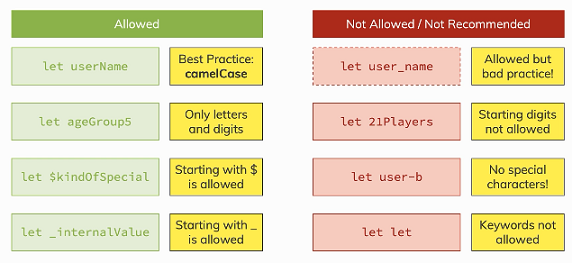 Allowed
Not Allowed / Not Recommended
let userName
Best Practice:
camelCase
let user_name
Allowed but
bad practice!
let ageGroup5
Only letters
and digits
let 21Players
Starting digits
not allowed
let $kindOfSpecial
Starting with $
is allowed
let user-b
No special
characters!
let _internalValue
Starting with _
is allowed
let let
Keywords not
allowed